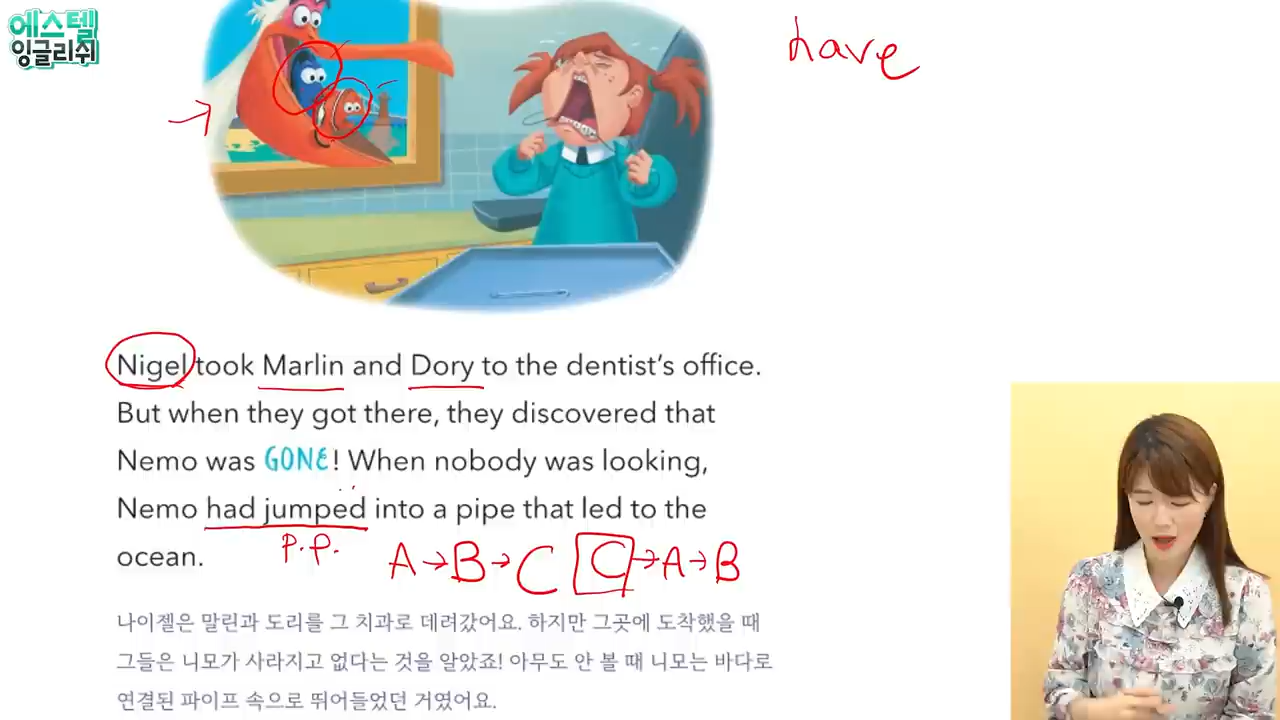 에스텔
잉글리쉬
have
Nigel took Marlin and Dory to the dentist's office.
But when they got there, they discovered that
Nemo was GONE! When nobody was looking,
Nemo had jumped into a pipe that led to the
ocean.
p.p.
A→B→C C→A→B
나이젤은 말린과 도리를 그 치과로 데려갔어요. 하지만 그곳에 도착했을 때
그들은 니모가 사라지고 없다는 것을 알았죠! 아무도 안 볼 때 니모는 바다로
연결된 파이프 속으로 뛰어들었던 거였어요.